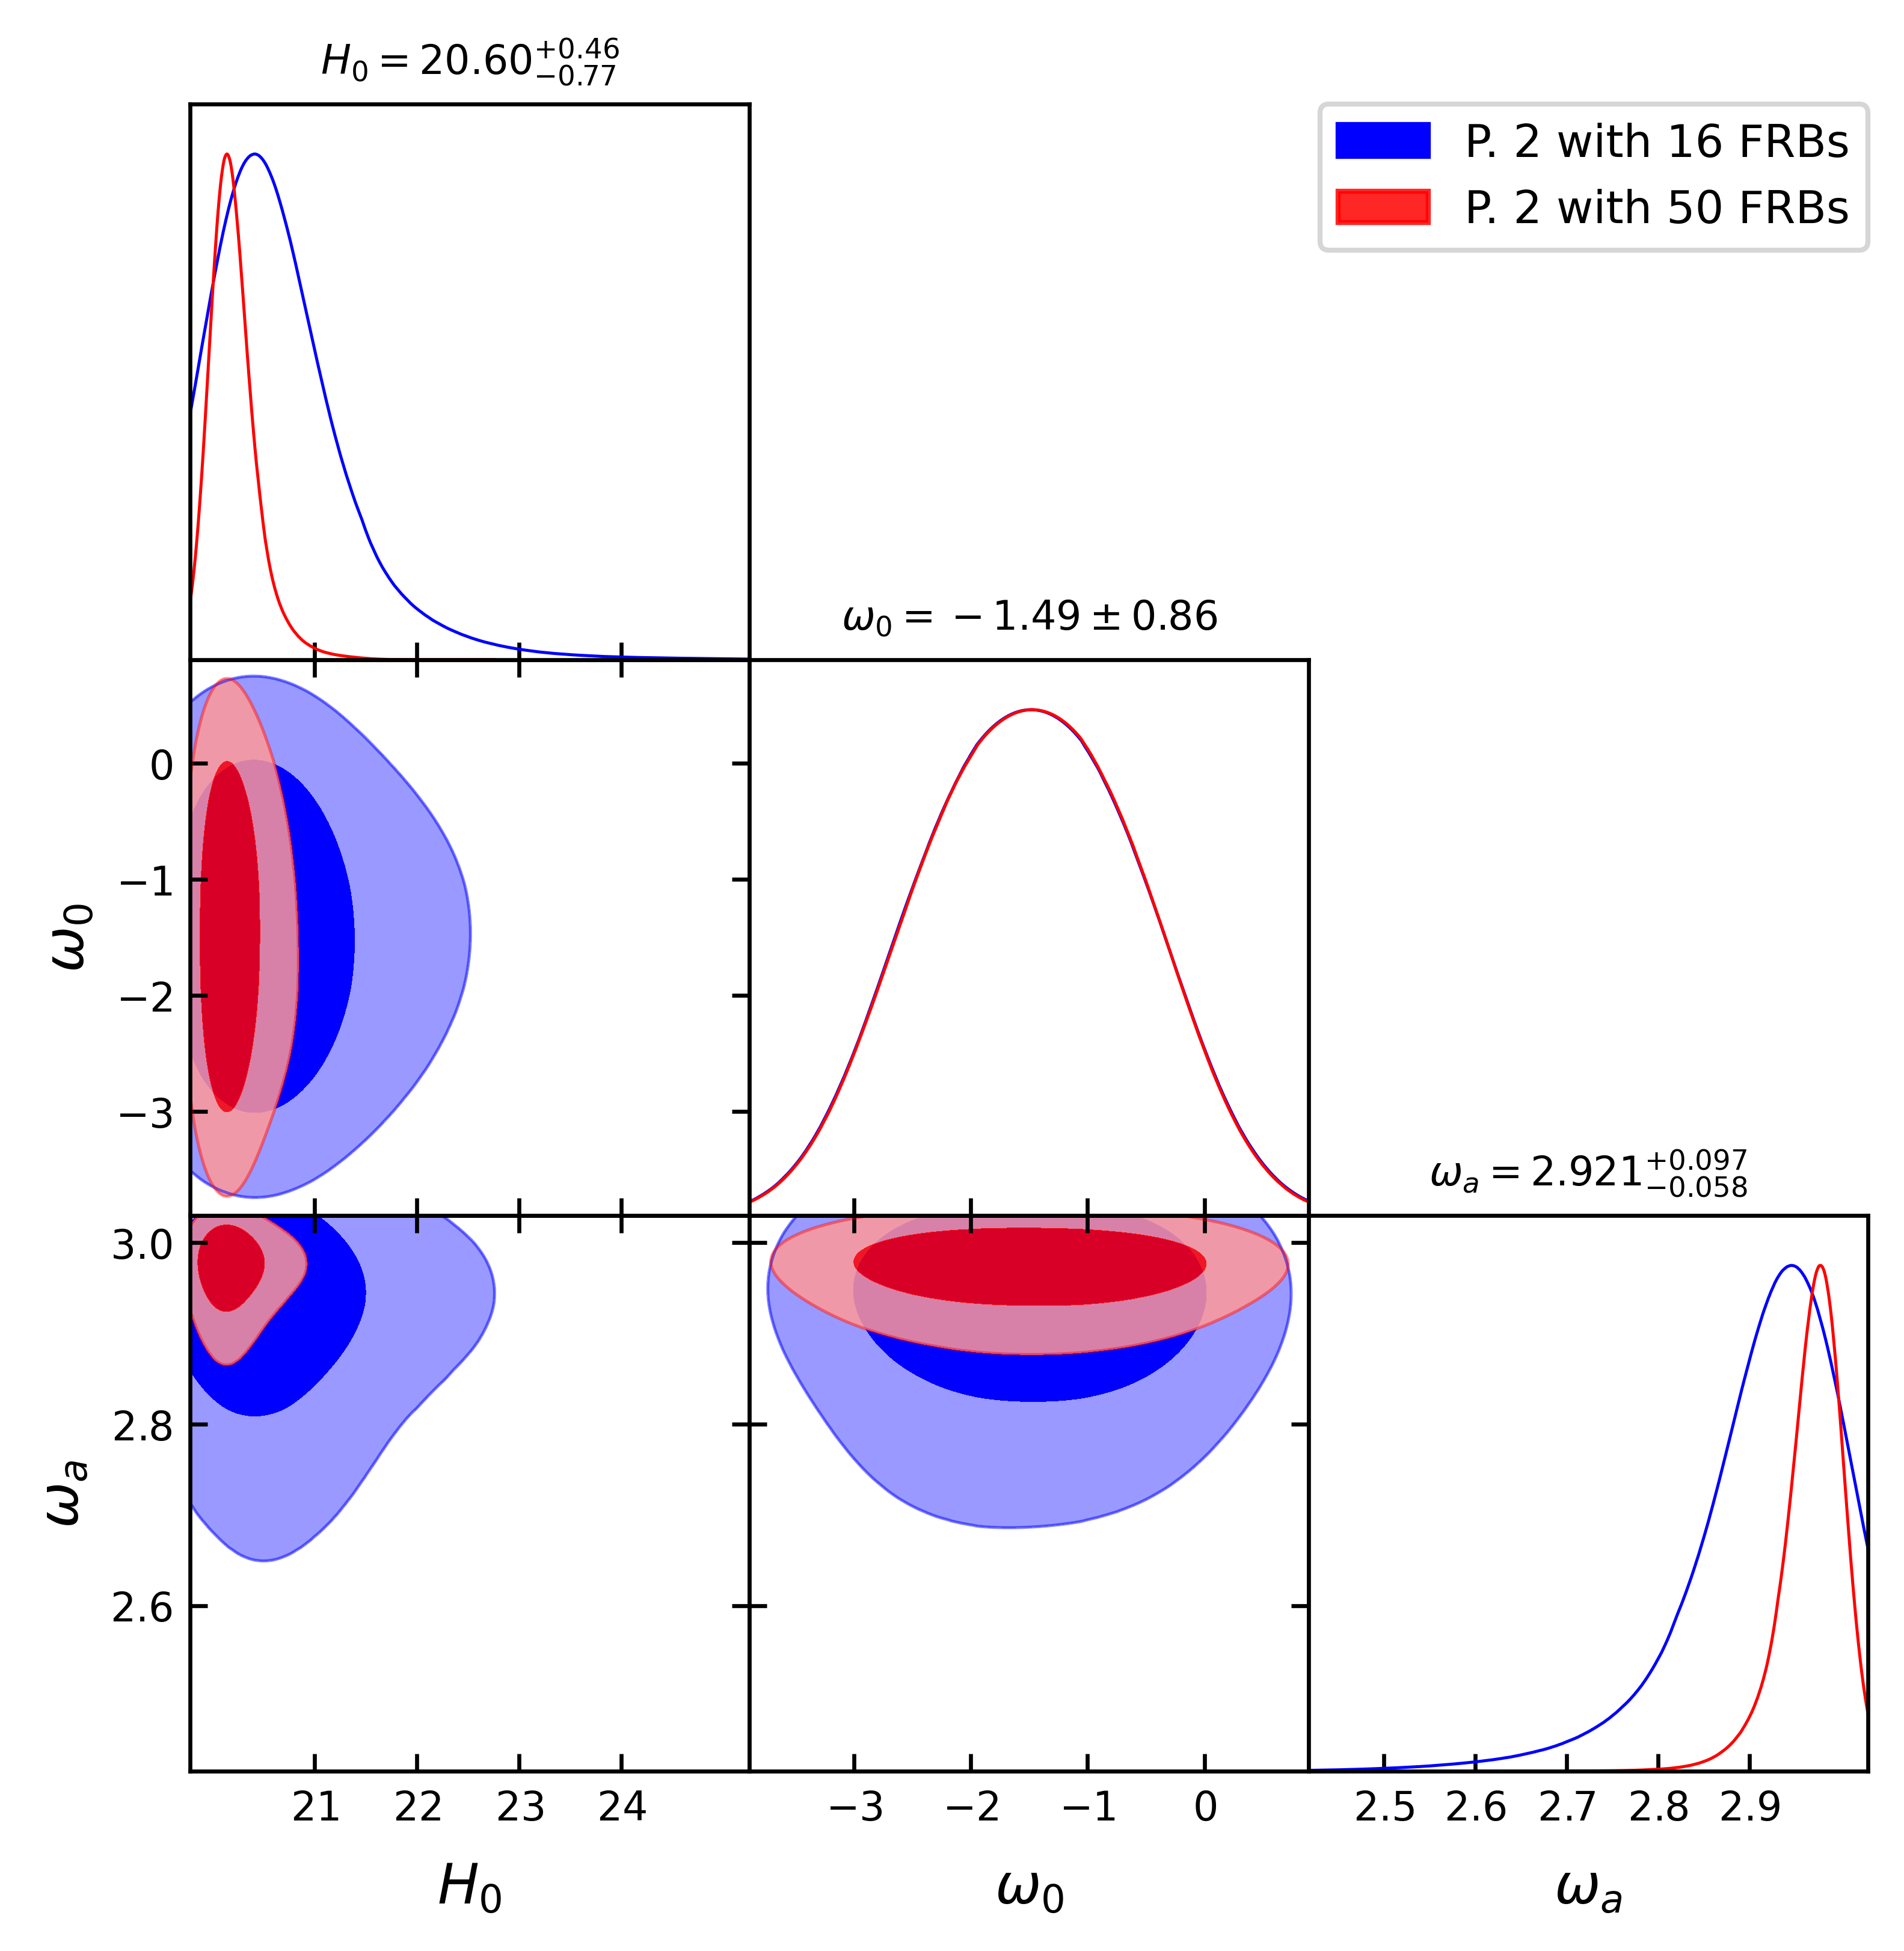 H₀ = 20.60⁺⁰·⁴⁶₋₀.₇₇
P. 2 with 16 FRBs
P. 2 with 50 FRBs
ω₀ = −1.49 ± 0.86
0
−1
−2
−3
ω₀
ωₐ = 2.921⁺⁰·⁰⁹⁷₋₀.₀₅₈
3.0
2.8
2.6
ωₐ
21 22 23 24
−3 −2 −1 0
2.5 2.6 2.7 2.8 2.9
H₀
ω₀
ωₐ